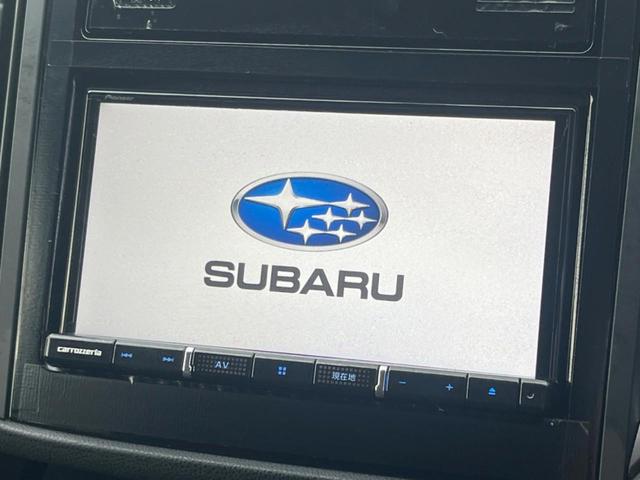 Pioneer
SUBARU
carrozzeria
AV
現在地